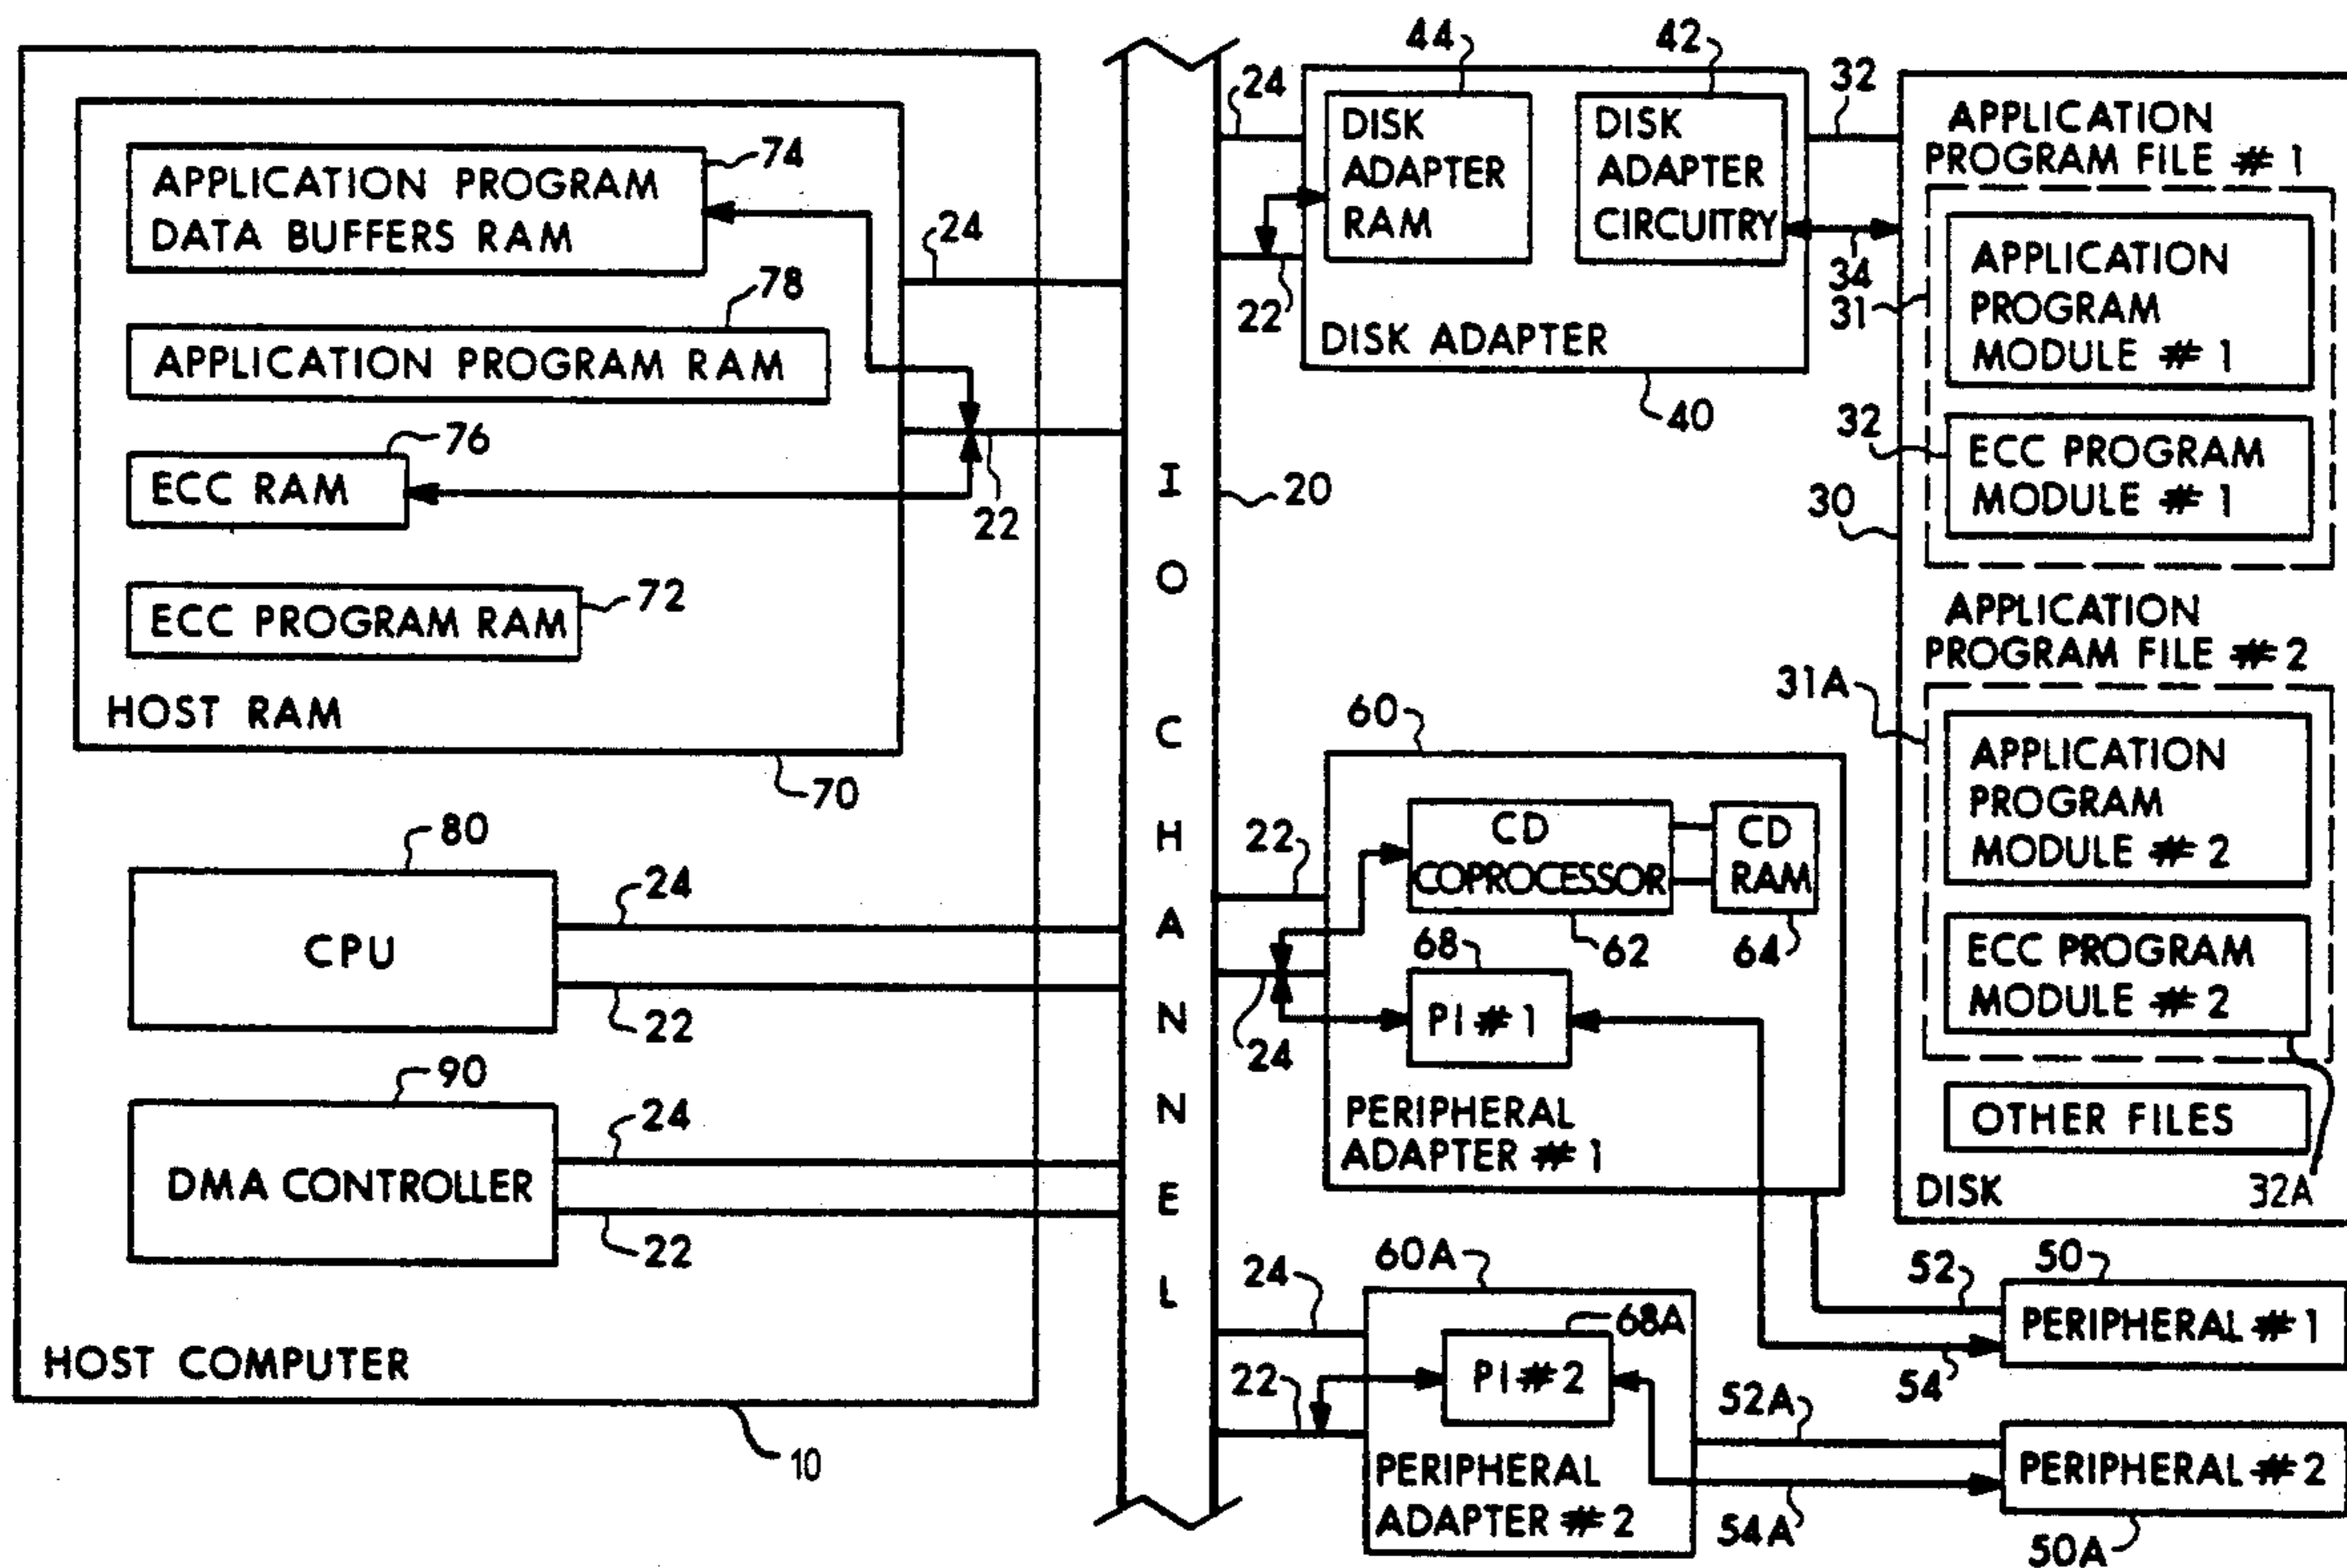 74
APPLICATION PROGRAM
DATA BUFFERS RAM
24
78
APPLICATION PROGRAM RAM
76
ECC RAM
22
22
72
ECC PROGRAM RAM
HOST RAM
70
80
24
CPU
22
90
24
DMA CONTROLLER
22
HOST COMPUTER
10
IO CHANNEL
20
44
42
24
DISK
ADAPTER
RAM
DISK
ADAPTER
CIRCUITRY
22
DISK ADAPTER
40
32
34
31
APPLICATION
PROGRAM FILE #1
APPLICATION
PROGRAM
MODULE #1
32
ECC PROGRAM
MODULE #1
30
APPLICATION
PROGRAM FILE #2
31A
APPLICATION
PROGRAM
MODULE #2
ECC PROGRAM
MODULE #2
OTHER FILES
DISK
32A
60
22
CD
COPROCESSOR
CD
RAM
62
64
68
24
PI #1
PERIPHERAL
ADAPTER #1
52
50
PERIPHERAL #1
54
60A
24
68A
PI #2
22
PERIPHERAL
ADAPTER #2
52A
54A
PERIPHERAL #2
50A